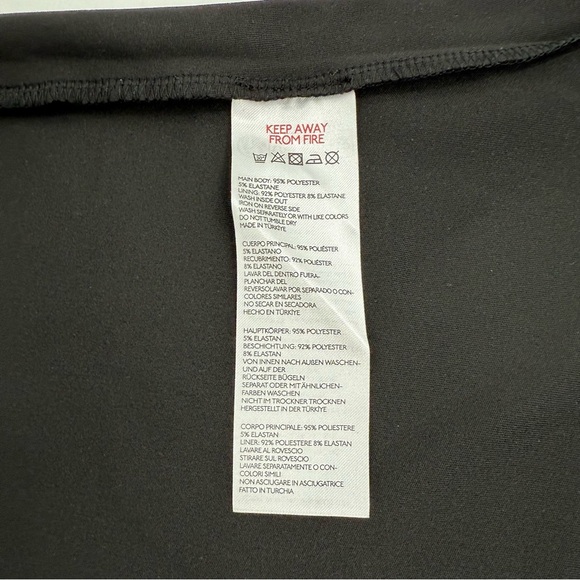 KEEP AWAY
FROM FIRE
MAIN BODY: 95% POLYESTER
5% ELASTANE
LINING: 92% POLYESTER 8% ELASTANE
WASH INSIDE OUT
IRON ON REVERSE SIDE
WASH SEPARATELY OR WITH LIKE COLORS
DO NOT TUMBLE DRY
MADE IN TÜRKİYE
CUERPO PRINCIPAL: 95% POLIÉSTER
5% ELASTANO
RECUBRIMIENTO: 92% POLIÉSTER
8% ELASTANO
LAVAR DEL DENTRO FUERA-
PLANCHAR DEL
REVERSOLAVAR POR SEPARADO O CON-
COLORES SIMILARES
NO SECAR EN SECADORA
HECHO EN TÜRKİYE
HAUPTKÖRPER: 95% POLYESTER
5% ELASTAN
BESCHICHTUNG: 92% POLYESTER
8% ELASTAN
VON INNEN NACH AUßEN WASCHEN-
UND AUF DER
RÜCKSEITE BÜGELN
SEPARAT ODER MIT ÄHNLICHEN-
FARBEN WASCHEN
NICHT IM TROCKNER TROCKNEN
HERGESTELLT IN DER TÜRKİYE
CORPO PRINCIPALE: 95% POLIESTERE
5% ELASTAN
LINER: 92% POLIESTERE 8% ELASTAN
LAVARE AL ROVESCIO
STIRARE SUL ROVESCIO
LAVARE SEPARATAMENTE O CON-
COLORI SIMILI
NON ASCIUGARE IN ASCIUGATRICE
FATTO IN TURCHIA